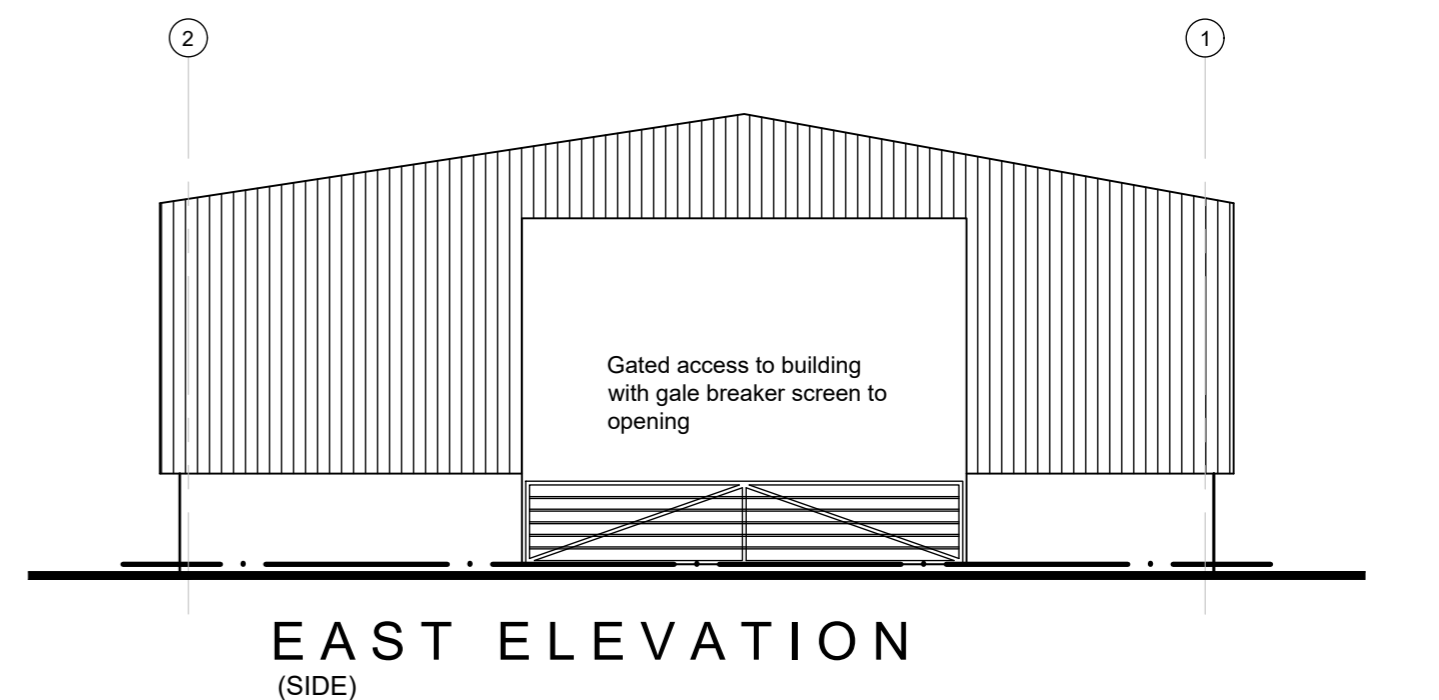 2
1
Gated access to building
with gale breaker screen to
opening
EAST ELEVATION
(SIDE)